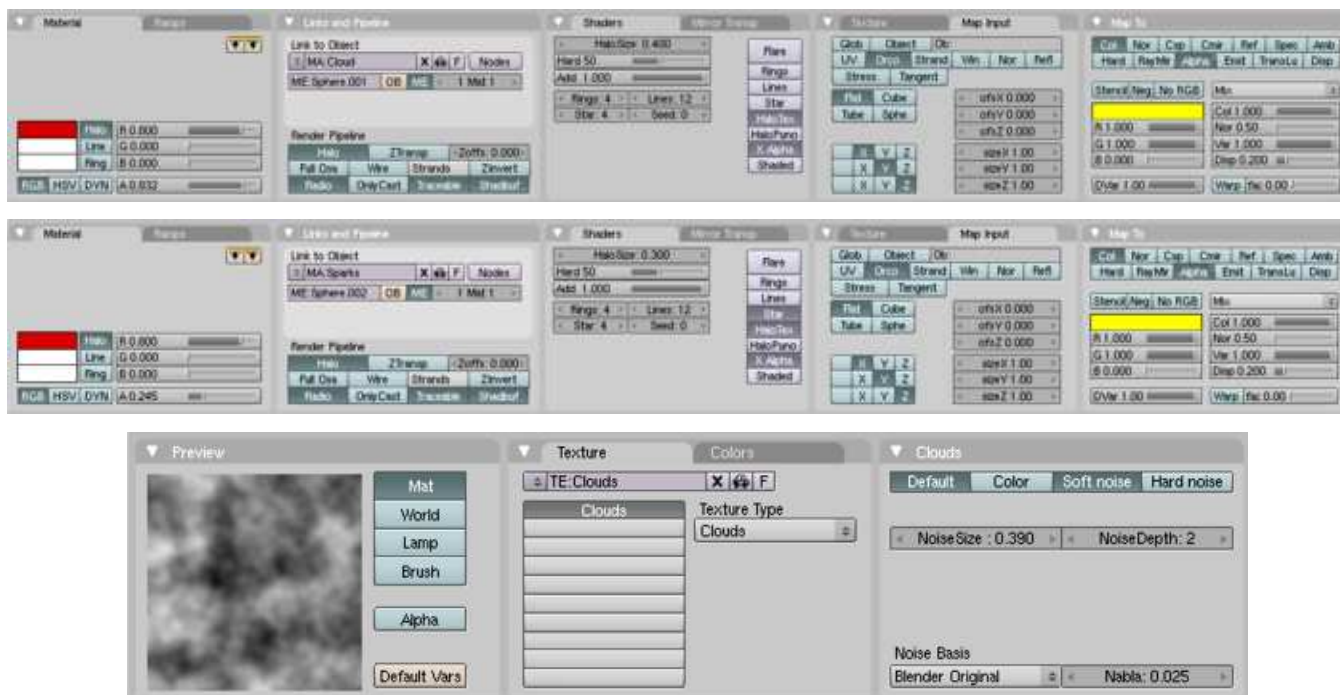 Material Ramps
Links and Pipeline
Shaders Mirror Transp
Texture Map Input
Map To
Link to Object
MA:Cloud X F Nodes
ME:Sphere.001 OB ME 1 Mat 1
Render Pipeline
Halo ZTransp Zoffs: 0.000
Full Osa Wire Strands Zinvert
Radio OnlyCast Traceable Shadbuf
Halo R 0.800
Line G 0.000
Ring B 0.000
RGB HSV DYN A 0.832
HaloSize: 0.400
Hard 50
Add 1.000
Rings: 4 Lines: 12
Star: 4 Seed: 0
Flare
Rings
Lines
Star
HaloTex
HaloPuno
X Alpha
Shaded
Glob Object Ob:
UV Orco Strand Win Nor Refl
Stress Tangent
Flat Cube
Tube Sphe
ofsX 0.000
ofsY 0.000
ofsZ 0.000
X Y Z sizeX 1.00
X Y Z sizeY 1.00
X Y Z sizeZ 1.00
Col Nor Csp Cmir Ref Spec Amb
Hard RayMir Alpha Emit TransLu Disp
Stencil Neg No RGB Mix
Col 1.000
R 1.000 Nor 0.50
G 1.000 Var 1.000
B 0.000 Disp 0.200
DVar 1.00 Warp fac 0.00
Material Ramps
Links and Pipeline
Shaders Mirror Transp
Texture Map Input
Map To
Link to Object
MA:Sparks X F Nodes
ME:Sphere.002 OB ME 1 Mat 1
Render Pipeline
Halo ZTransp Zoffs: 0.000
Full Osa Wire Strands Zinvert
Radio OnlyCast Traceable Shadbuf
Halo R 0.800
Line G 0.000
Ring B 0.000
RGB HSV DYN A 0.245
HaloSize: 0.300
Hard 50
Add 1.000
Rings: 4 Lines: 12
Star: 4 Seed: 0
Flare
Rings
Lines
Star
HaloTex
HaloPuno
X Alpha
Shaded
Glob Object Ob:
UV Orco Strand Win Nor Refl
Stress Tangent
Flat Cube
Tube Sphe
ofsX 0.000
ofsY 0.000
ofsZ 0.000
X Y Z sizeX 1.00
X Y Z sizeY 1.00
X Y Z sizeZ 1.00
Col Nor Csp Cmir Ref Spec Amb
Hard RayMir Alpha Emit TransLu Disp
Stencil Neg No RGB Mix
Col 1.000
R 1.000 Nor 0.50
G 1.000 Var 1.000
B 0.000 Disp 0.200
DVar 1.00 Warp fac 0.00
Preview
Mat
World
Lamp
Brush
Alpha
Default Vars
Texture Colors
TE:Clouds X F
Clouds
Texture Type
Clouds
Clouds
Default Color Soft noise Hard noise
NoiseSize : 0.390 NoiseDepth: 2
Noise Basis
Blender Original Nabla: 0.025